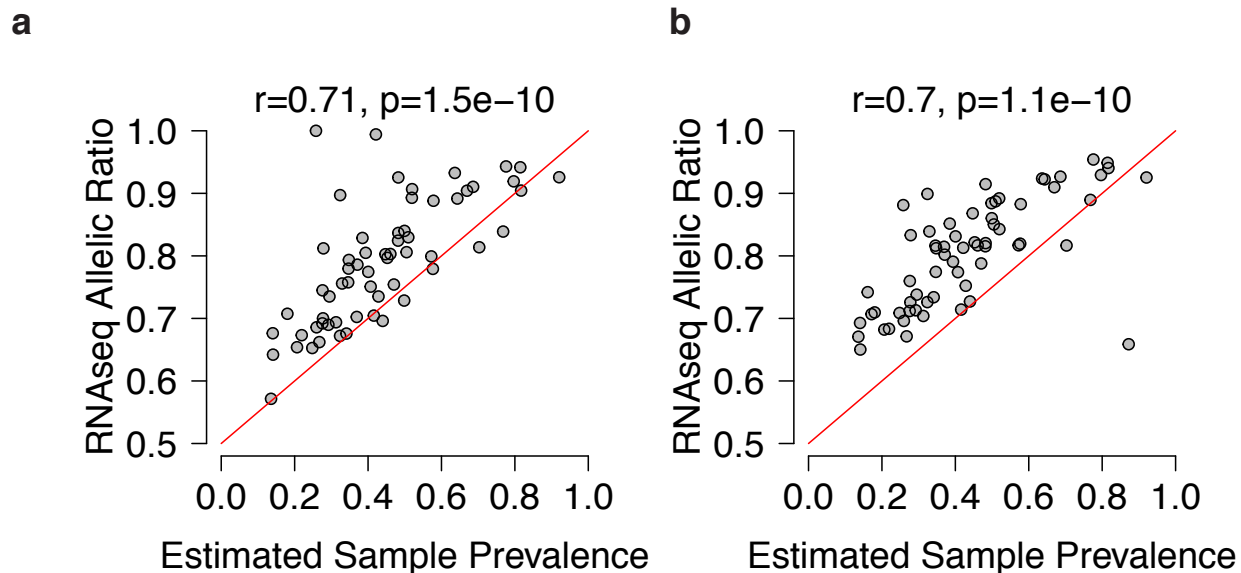 a
r=0.71, p=1.5e−10
RNAseq Allelic Ratio
1.0
0.9
0.8
0.7
0.6
0.5
0.0 0.2 0.4 0.6 0.8 1.0
Estimated Sample Prevalence
b
r=0.7, p=1.1e−10
RNAseq Allelic Ratio
1.0
0.9
0.8
0.7
0.6
0.5
0.0 0.2 0.4 0.6 0.8 1.0
Estimated Sample Prevalence